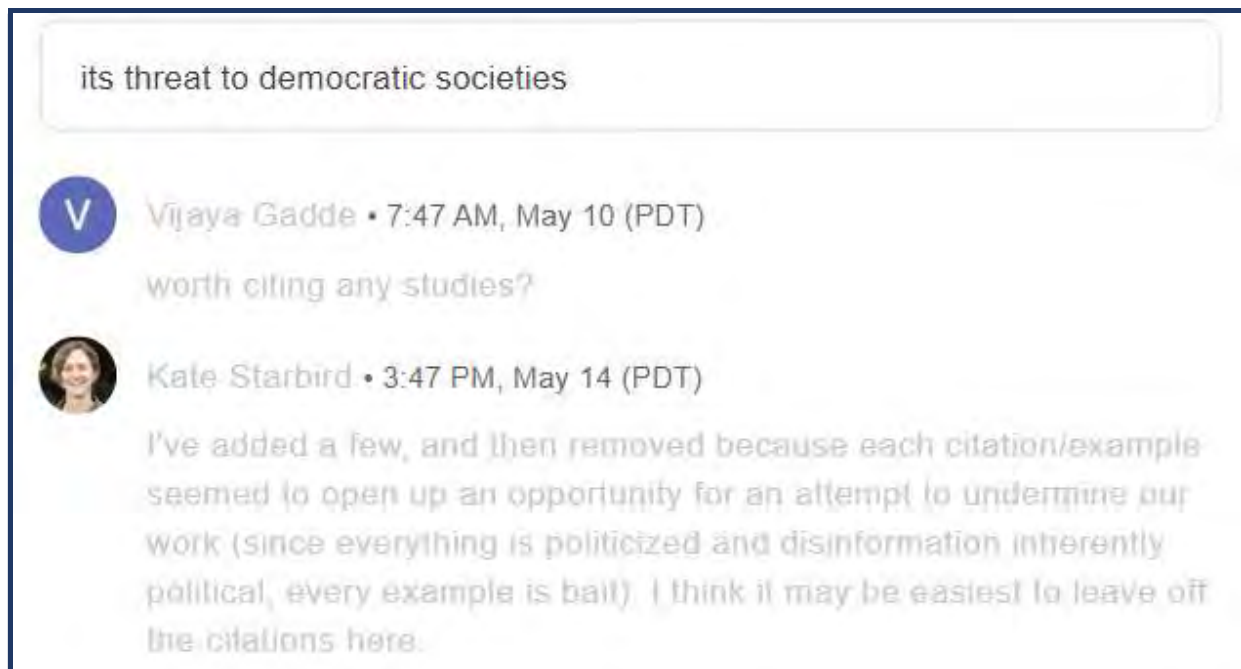 its threat to democratic societies
V
Vijaya Gadde • 7:47 AM, May 10 (PDT)
worth citing any studies?
Kate Starbird • 3:47 PM, May 14 (PDT)
I've added a few, and then removed because each citation/example
seemed to open up an opportunity for an attempt to undermine our
work (since everything is politicized and disinformation inherently
political, every example is bait). I think it may be easiest to leave off
the citations here.